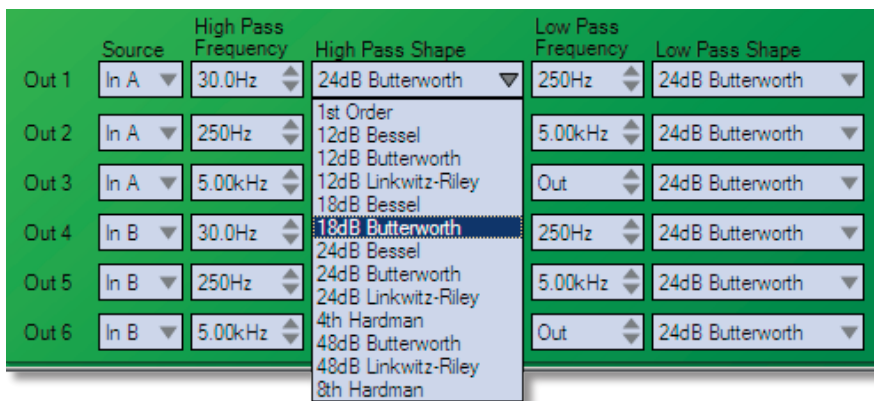 High Pass Low Pass
Source Frequency High Pass Shape Frequency Low Pass Shape
Out 1 In A 30.0Hz 24dB Butterworth 250Hz 24dB Butterworth
1st Order
Out 2 In A 250Hz 12dB Bessel 5.00kHz 24dB Butterworth
12dB Butterworth
Out 3 In A 5.00kHz 12dB Linkwitz-Riley Out 24dB Butterworth
18dB Bessel
Out 4 In B 30.0Hz 18dB Butterworth 250Hz 24dB Butterworth
24dB Bessel
Out 5 In B 250Hz 24dB Butterworth 5.00kHz 24dB Butterworth
24dB Linkwitz-Riley
Out 6 In B 5.00kHz 4th Hardman Out 24dB Butterworth
48dB Butterworth
48dB Linkwitz-Riley
8th Hardman